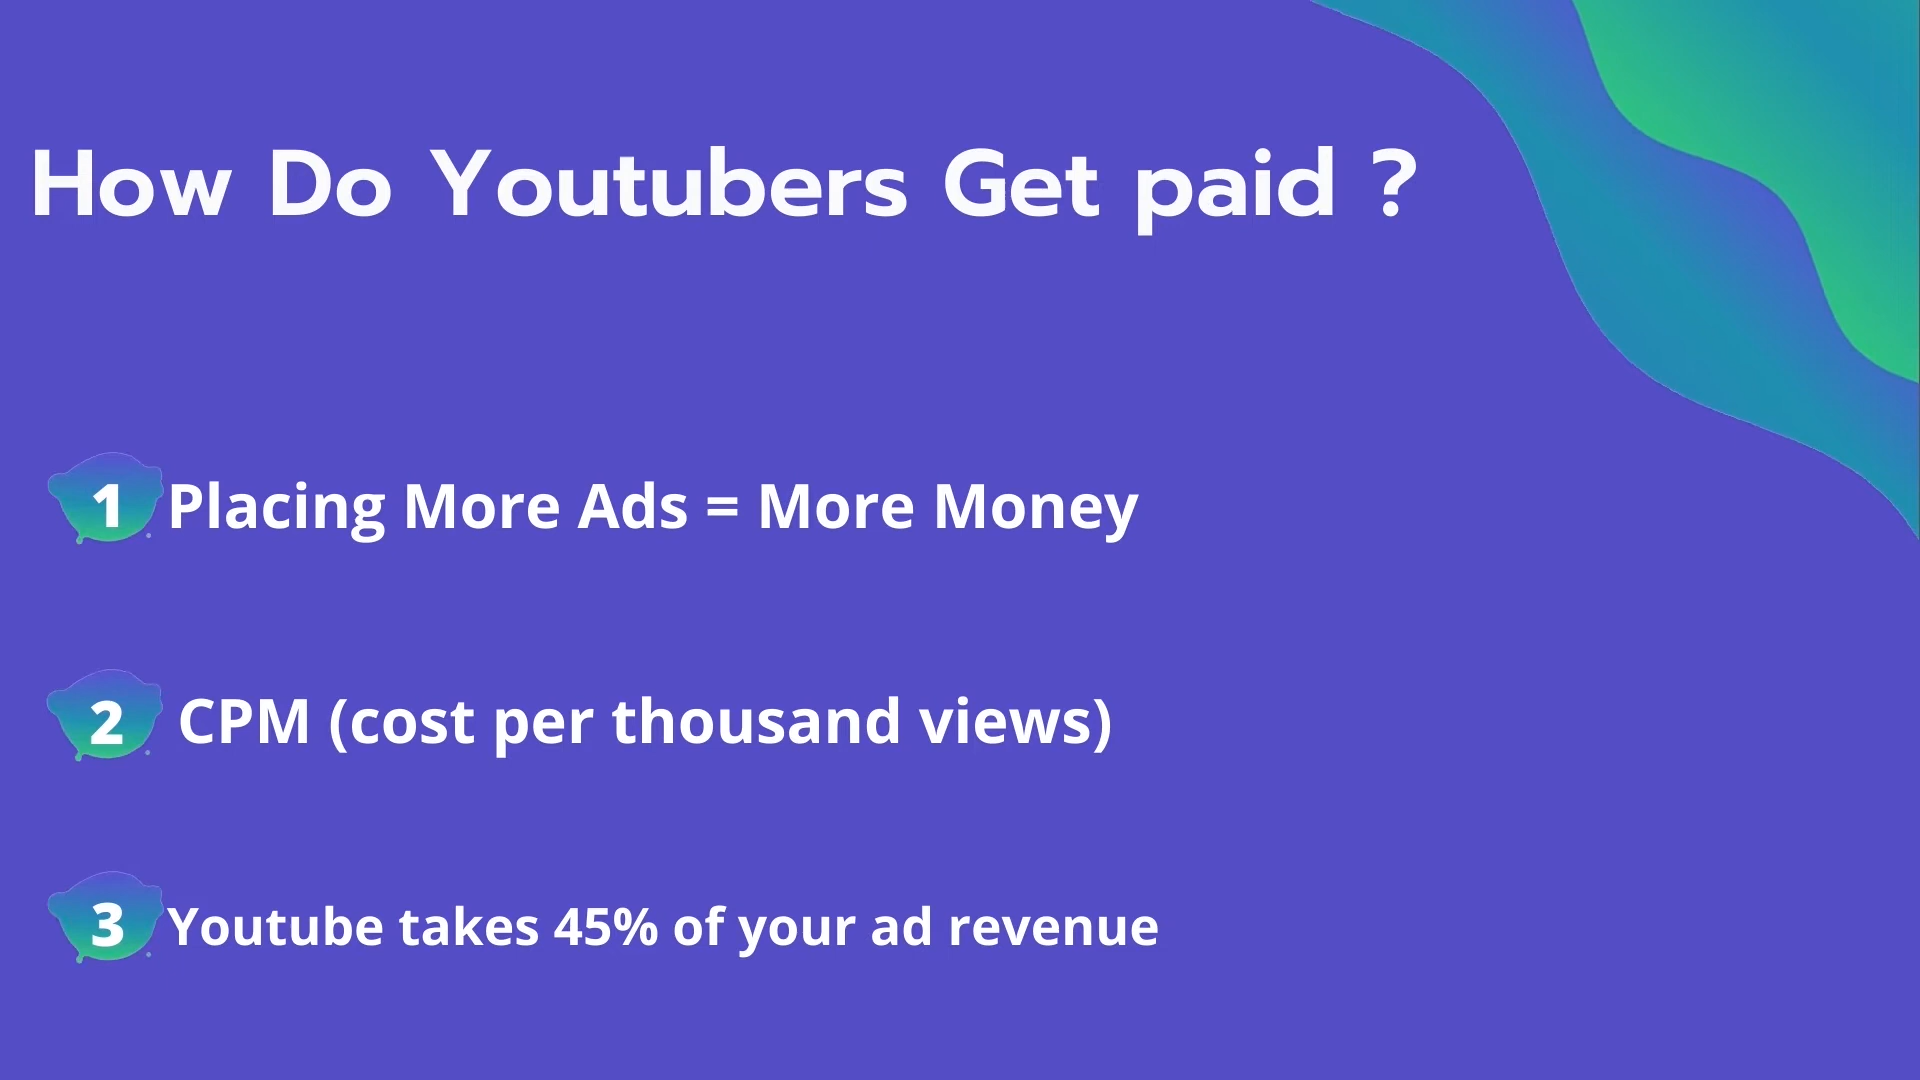 How Do Youtubers Get paid ?
1 Placing More Ads = More Money
2 CPM (cost per thousand views)
3 Youtube takes 45% of your ad revenue